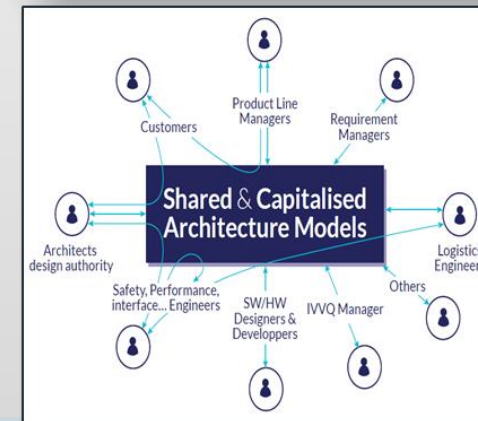 Product Line
Managers
Customers
Requirement
Managers
Shared & Capitalised
Architecture Models
Architects
design authority
Logistics
Engineer
Safety, Performance,
interface... Engineers
SW/HW
Designers &
Developpers
IVVQ Manager
Others